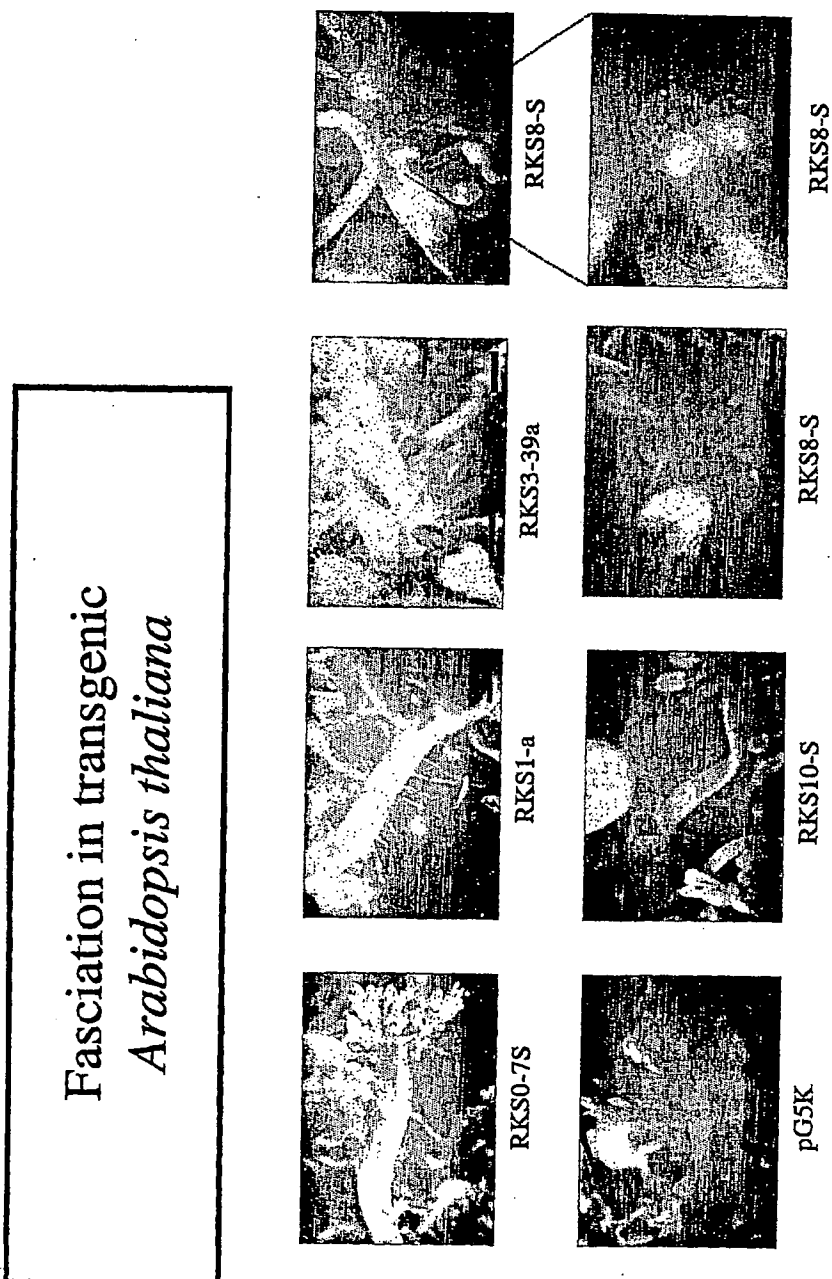 Fasciation in transgenic
Arabidopsis thaliana
RKS0-7S
RKS1-a
RKS3-39a
RKS8-S
pG5K
RKS10-S
RKS8-S
RKS8-S